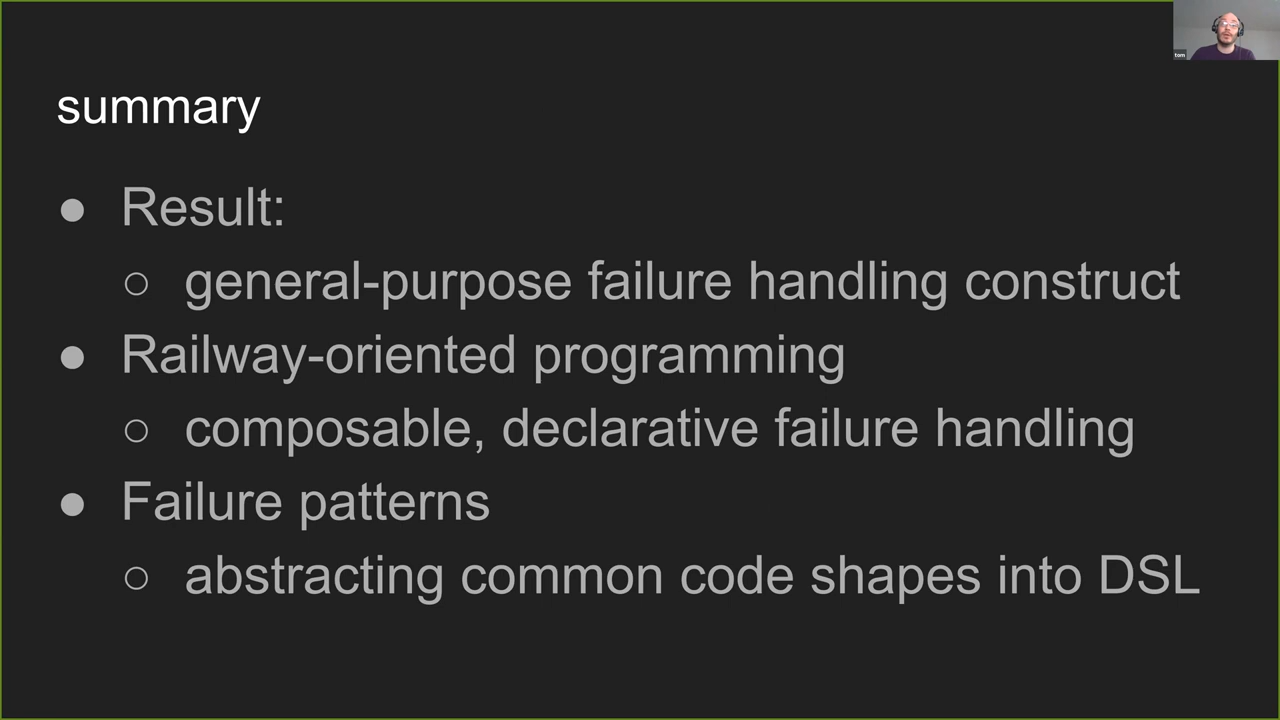 tom
summary
● Result:
○ general-purpose failure handling construct
● Railway-oriented programming
○ composable, declarative failure handling
● Failure patterns
○ abstracting common code shapes into DSL